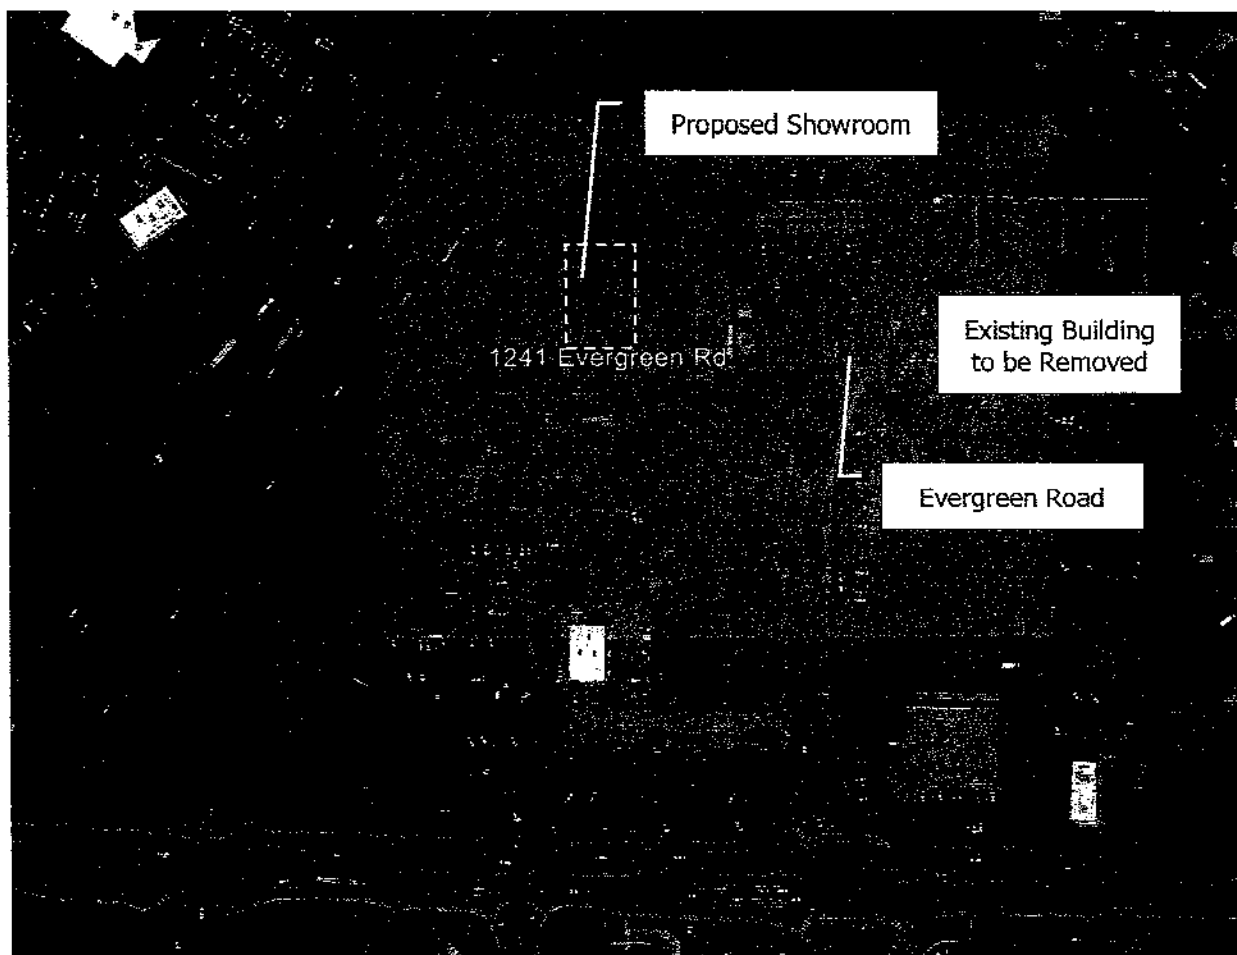 Proposed Showroom
Existing Building
to be Removed
1241 Evergreen Rd
Evergreen Road